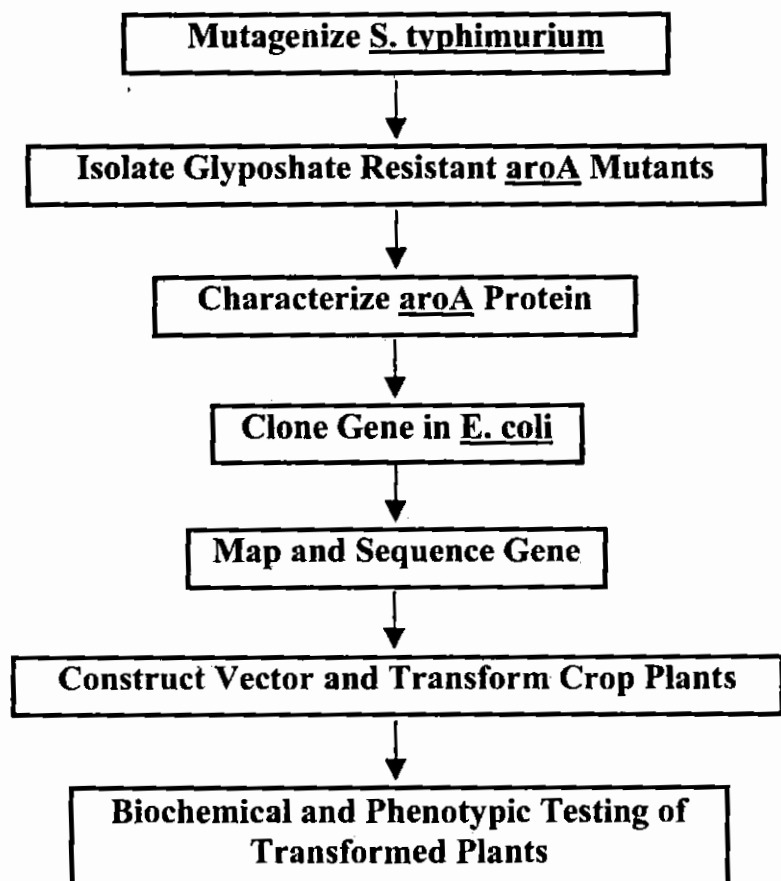 Mutagenize S. typhimurium
Isolate Glyposhate Resistant aroA Mutants
Characterize aroA Protein
Clone Gene in E. coli
Map and Sequence Gene
Construct Vector and Transform Crop Plants
Biochemical and Phenotypic Testing of
Transformed Plants